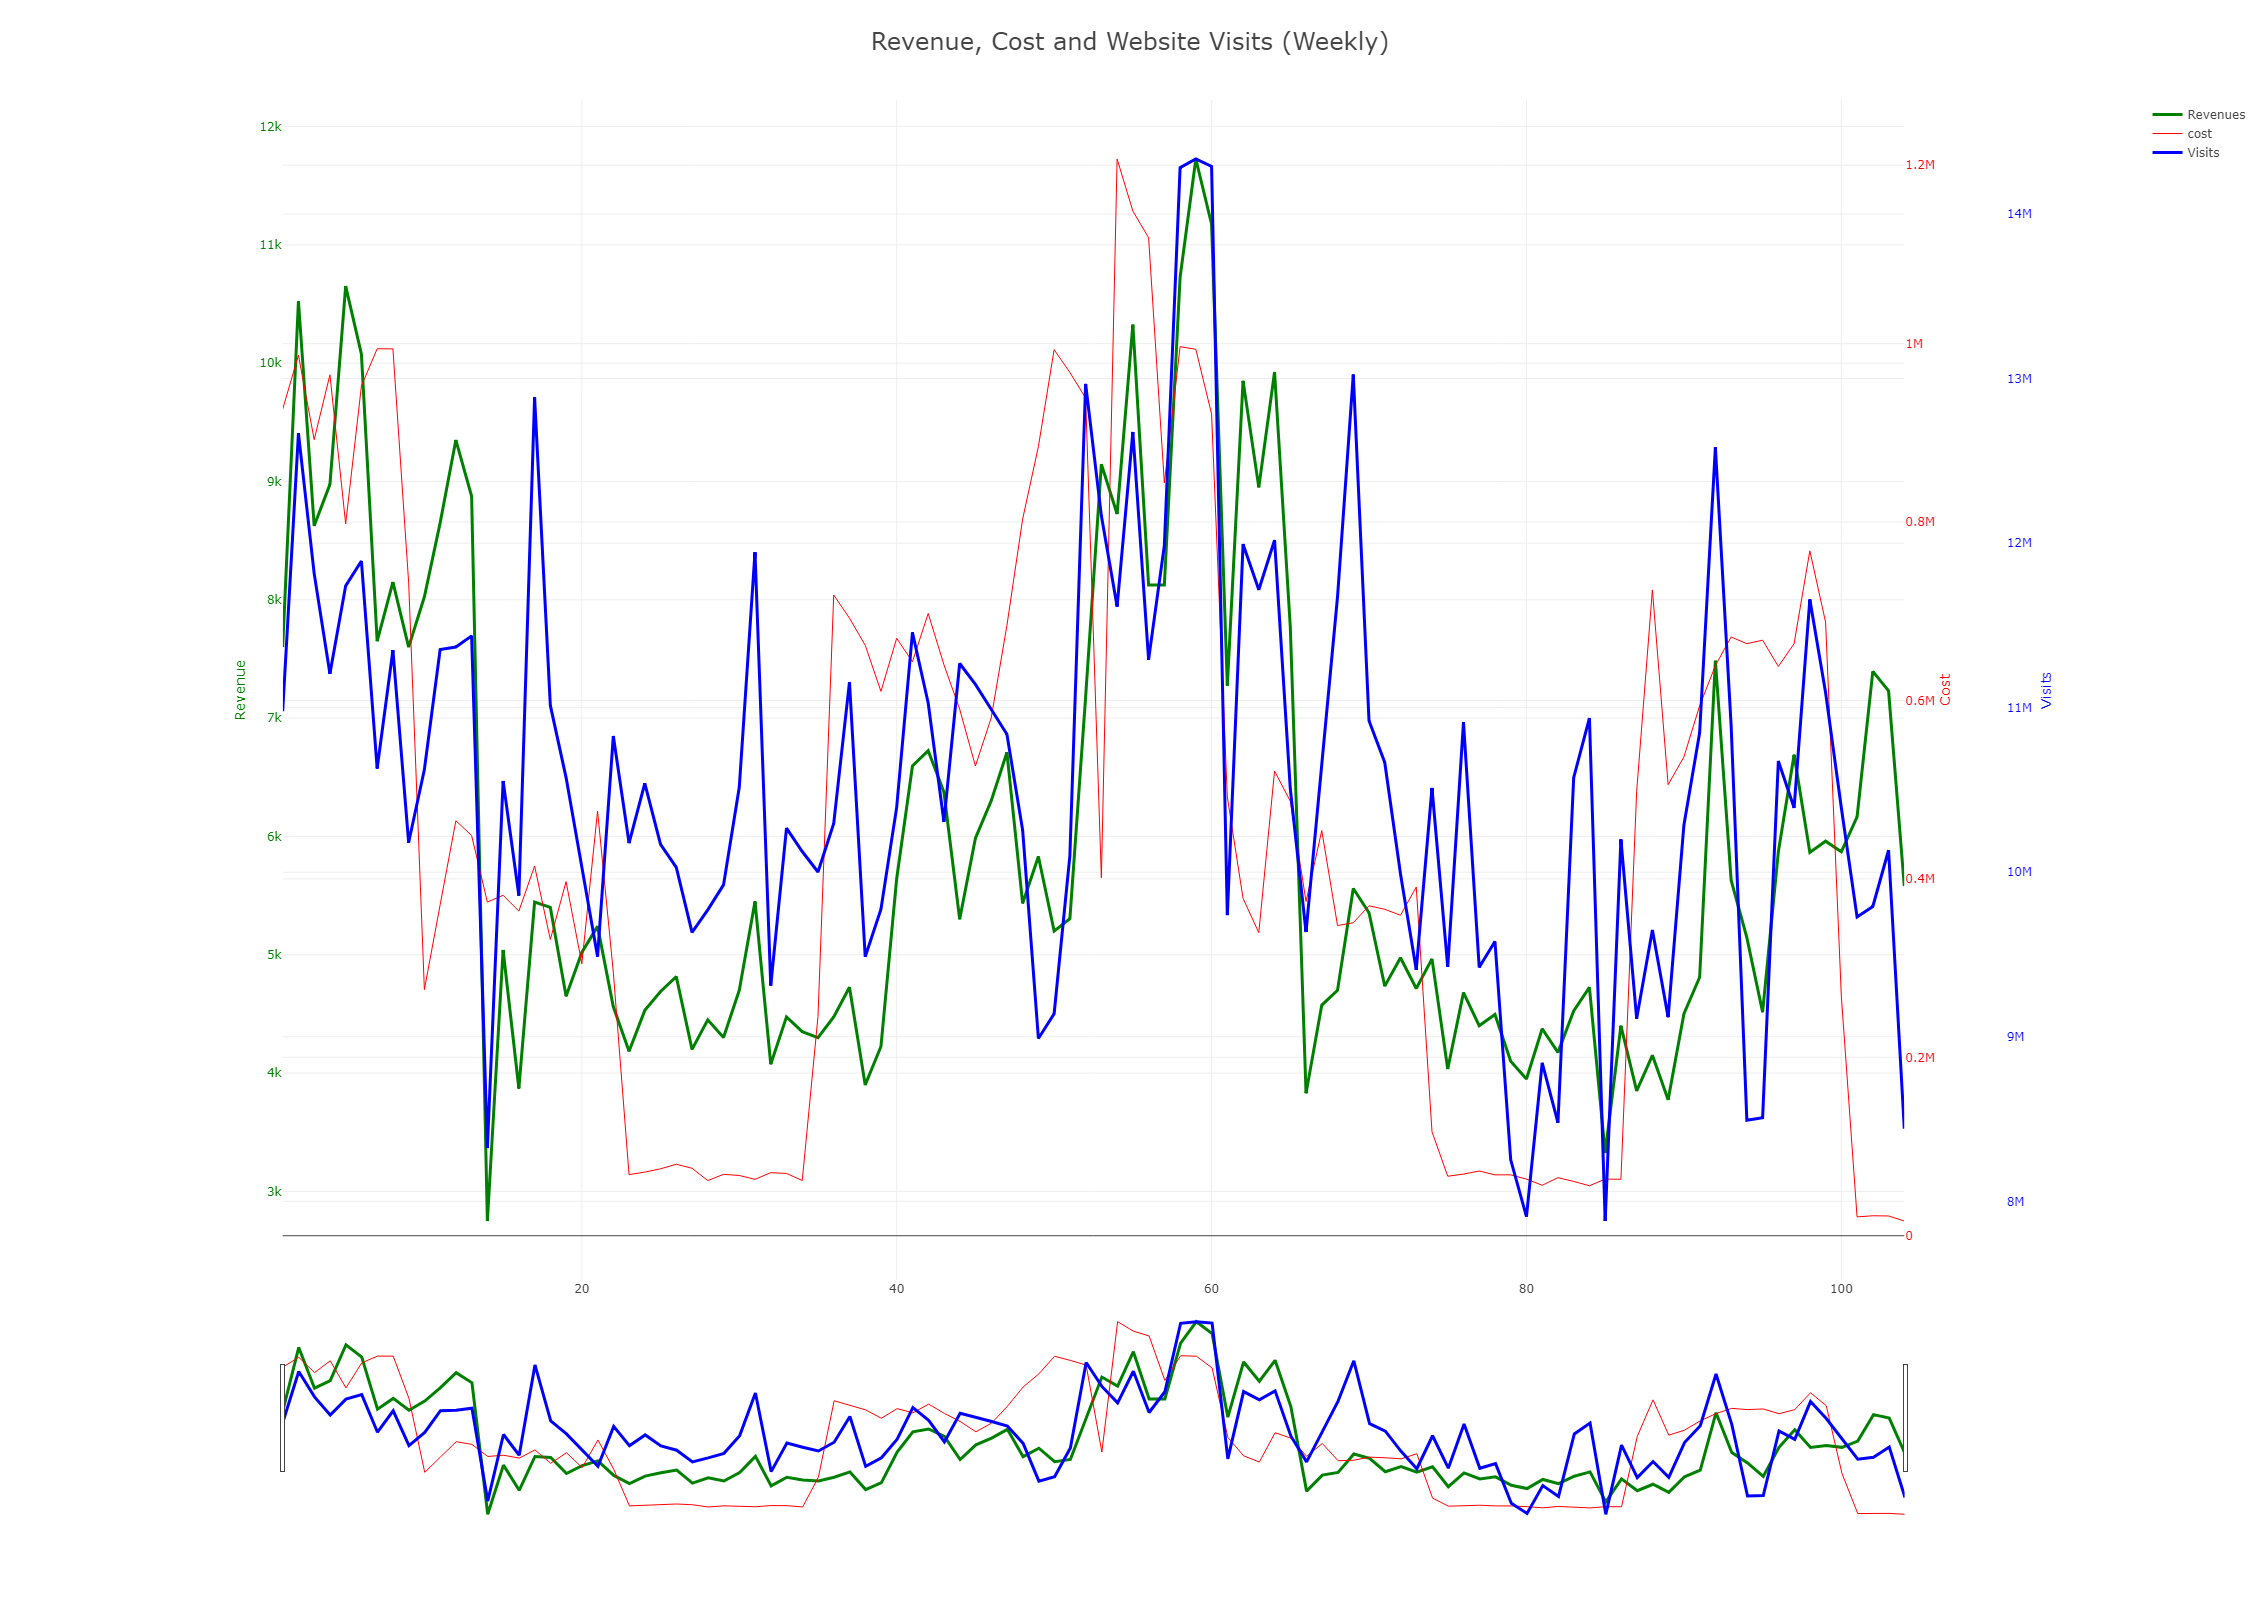 Revenue, Cost and Website Visits (Weekly)
Revenues
cost
Visits
12k
11k
10k
9k
8k
7k
6k
5k
4k
3k
Revenue
1.2M
1M
0.8M
0.6M
0.4M
0.2M
0
Cost
14M
13M
12M
11M
10M
9M
8M
Visits
20
40
60
80
100